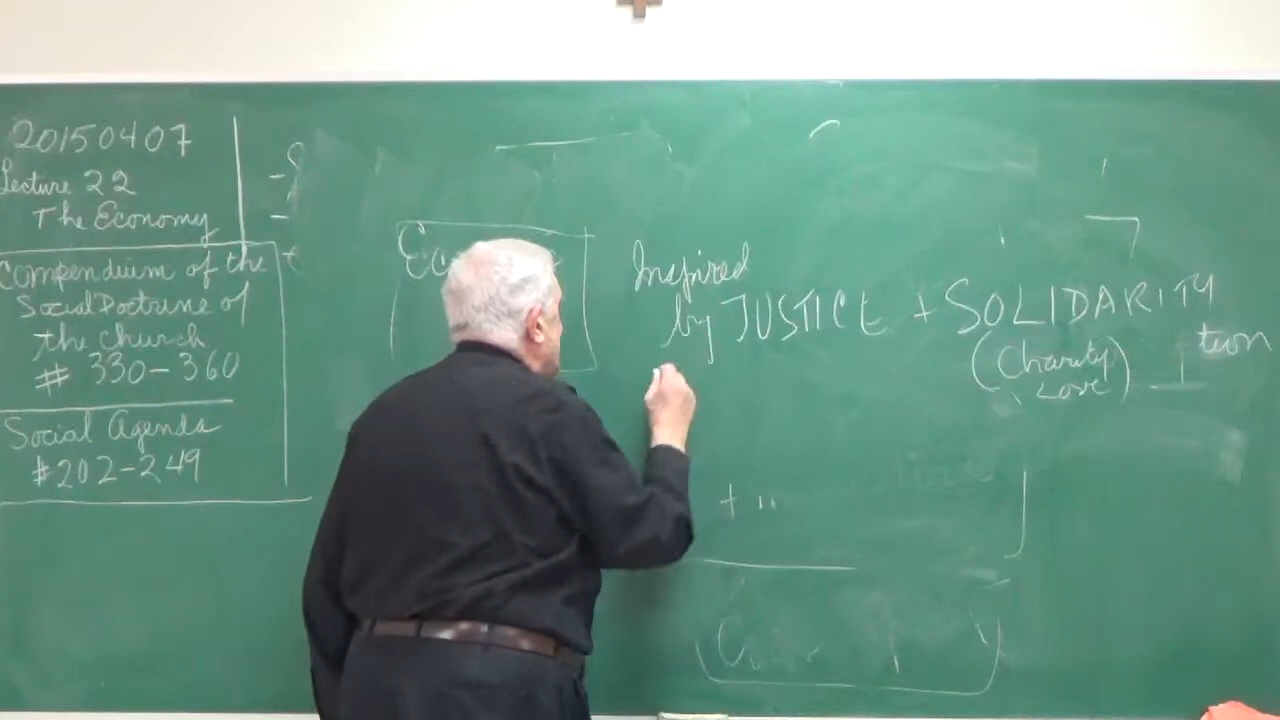 20150407
Lecture 22
The Economy
Compendium of the
Social Doctrine of
the church
# 330-360
Social Agenda
#202-249
Inspired
by JUSTICE + SOLIDARITY
(Charity
Love)
tion